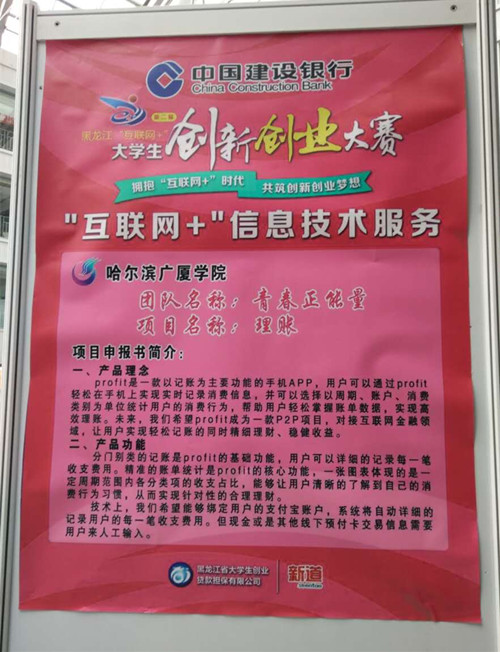 中国建设银行
China Construction Bank
第二届
黑龙江“互联网+”
大学生创新创业大赛
拥抱“互联网+”时代 共筑创新创业梦想
"互联网+"信息技术服务
哈尔滨广厦学院
团队名称：青春正能量
项目名称：理账
项目申报书简介：
一、产品理念
profit是一款以记账为主要功能的手机APP，用户可以通过profit
轻松在手机上实现实时记录消费信息，并可以选择以周期、账户、消费
类别为单位统计用户的消费行为，帮助用户轻松掌握账单数据，实现高
效理账。未来，我们希望profit成为一款P2P项目，对接互联网金融领
域，让用户实现轻松记账的同时精细理财、稳健收益。
二、产品功能
分门别类的记账是profit的基础功能，用户可以详细的记录每一笔
收支费用。精准的账单统计是profit的核心功能，一张图表体现的是一
定周期范围内各分类项的收支占比，能够让用户清晰的了解到自己的消
费行为习惯，从而实现针对性的合理理财。
技术上，我们希望能够绑定用户的支付宝账户，系统将自动详细的
记录用户的每一笔收支费用。但现金或是其他线下预付卡交易信息需要
用户来人工输入。
黑龙江省大学生创业
贷款担保有限公司
新道